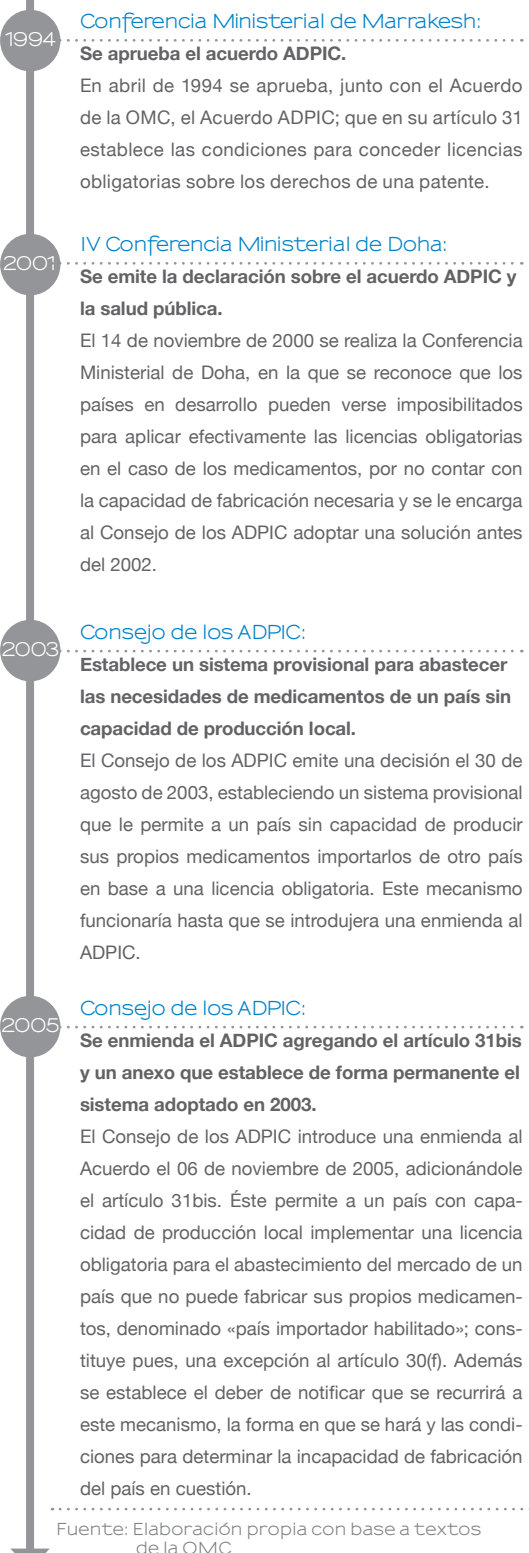 1994
Conferencia Ministerial de Marrakesh:
Se aprueba el acuerdo ADPIC.
En abril de 1994 se aprueba, junto con el Acuerdo
de la OMC, el Acuerdo ADPIC; que en su artículo 31
establece las condiciones para conceder licencias
obligatorias sobre los derechos de una patente.
2001
IV Conferencia Ministerial de Doha:
Se emite la declaración sobre el acuerdo ADPIC y
la salud pública.
El 14 de noviembre de 2000 se realiza la Conferencia
Ministerial de Doha, en la que se reconoce que los
países en desarrollo pueden verse imposibilitados
para aplicar efectivamente las licencias obligatorias
en el caso de los medicamentos, por no contar con
la capacidad de fabricación necesaria y se le encarga
al Consejo de los ADPIC adoptar una solución antes
del 2002.
2003
Consejo de los ADPIC:
Establece un sistema provisional para abastecer
las necesidades de medicamentos de un país sin
capacidad de producción local.
El Consejo de los ADPIC emite una decisión el 30 de
agosto de 2003, estableciendo un sistema provisional
que le permite a un país sin capacidad de producir
sus propios medicamentos importarlos de otro país
en base a una licencia obligatoria. Este mecanismo
funcionaría hasta que se introdujera una enmienda al
ADPIC.
2005
Consejo de los ADPIC:
Se enmienda el ADPIC agregando el artículo 31bis
y un anexo que establece de forma permanente el
sistema adoptado en 2003.
El Consejo de los ADPIC introduce una enmienda al
Acuerdo el 06 de noviembre de 2005, adicionándole
el artículo 31bis. Éste permite a un país con capa-
cidad de producción local implementar una licencia
obligatoria para el abastecimiento del mercado de un
país que no puede fabricar sus propios medicamen-
tos, denominado «país importador habilitado»; cons-
tituye pues, una excepción al artículo 30(f). Además
se establece el deber de notificar que se recurrirá a
este mecanismo, la forma en que se hará y las condi-
ciones para determinar la incapacidad de fabricación
del país en cuestión.
Fuente: Elaboración propia con base a textos
de la OMC